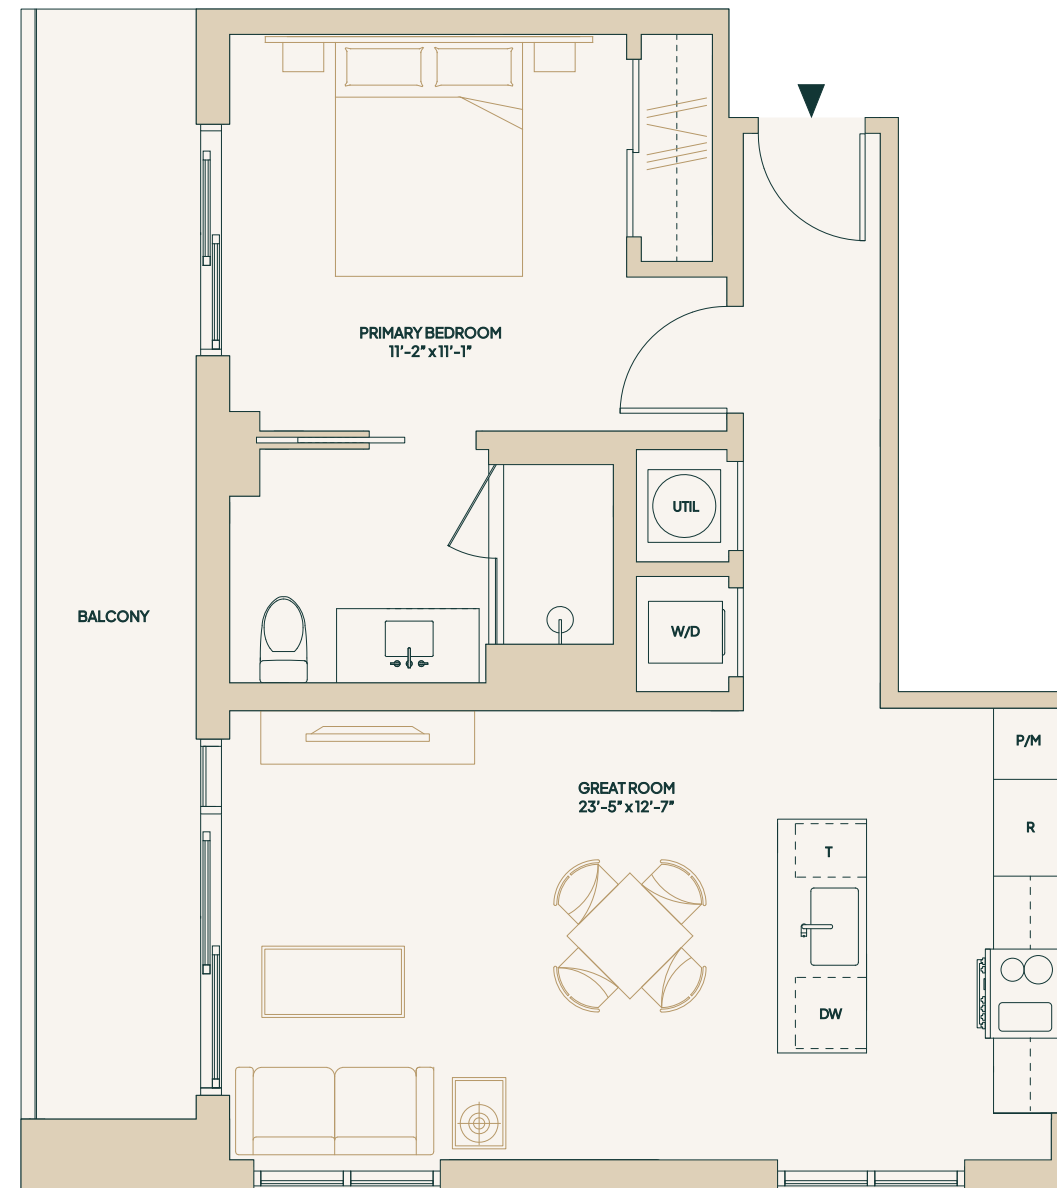 PRIMARY BEDROOM
11'-2" x 11'-1"
UTIL
BALCONY
W/D
P/M
GREAT ROOM
23'-5" x 12'-7"
R
T
DW